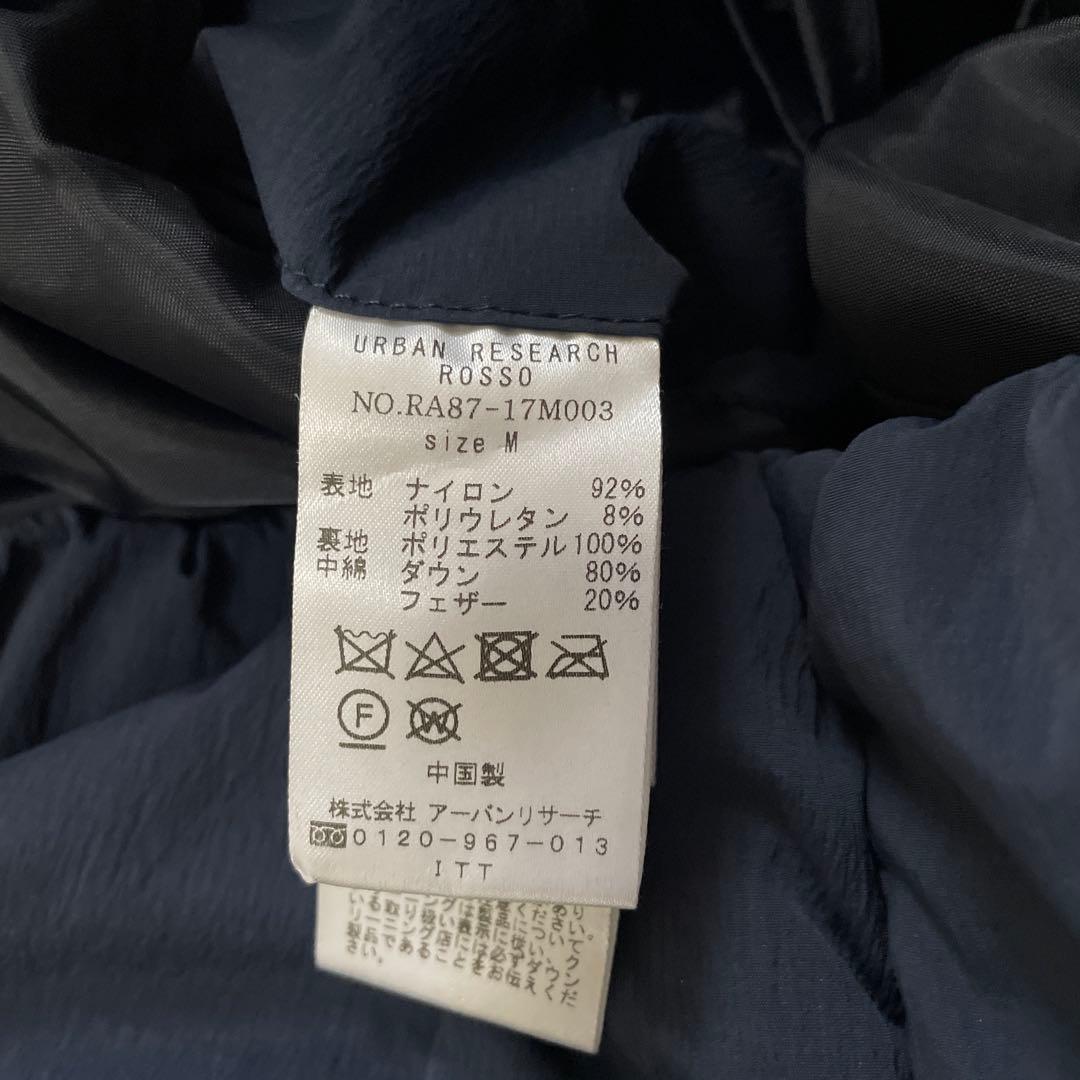 URBAN RESEARCH
ROSSO
NO.RA87-17M003
size M
表地 ナイロン 92%
ポリウレタン 8%
裏地 ポリエステル 100%
中綿 ダウン 80%
フェザー 20%
F W
中国製
株式会社 アーバンリサーチ
0120-967-013
ITT